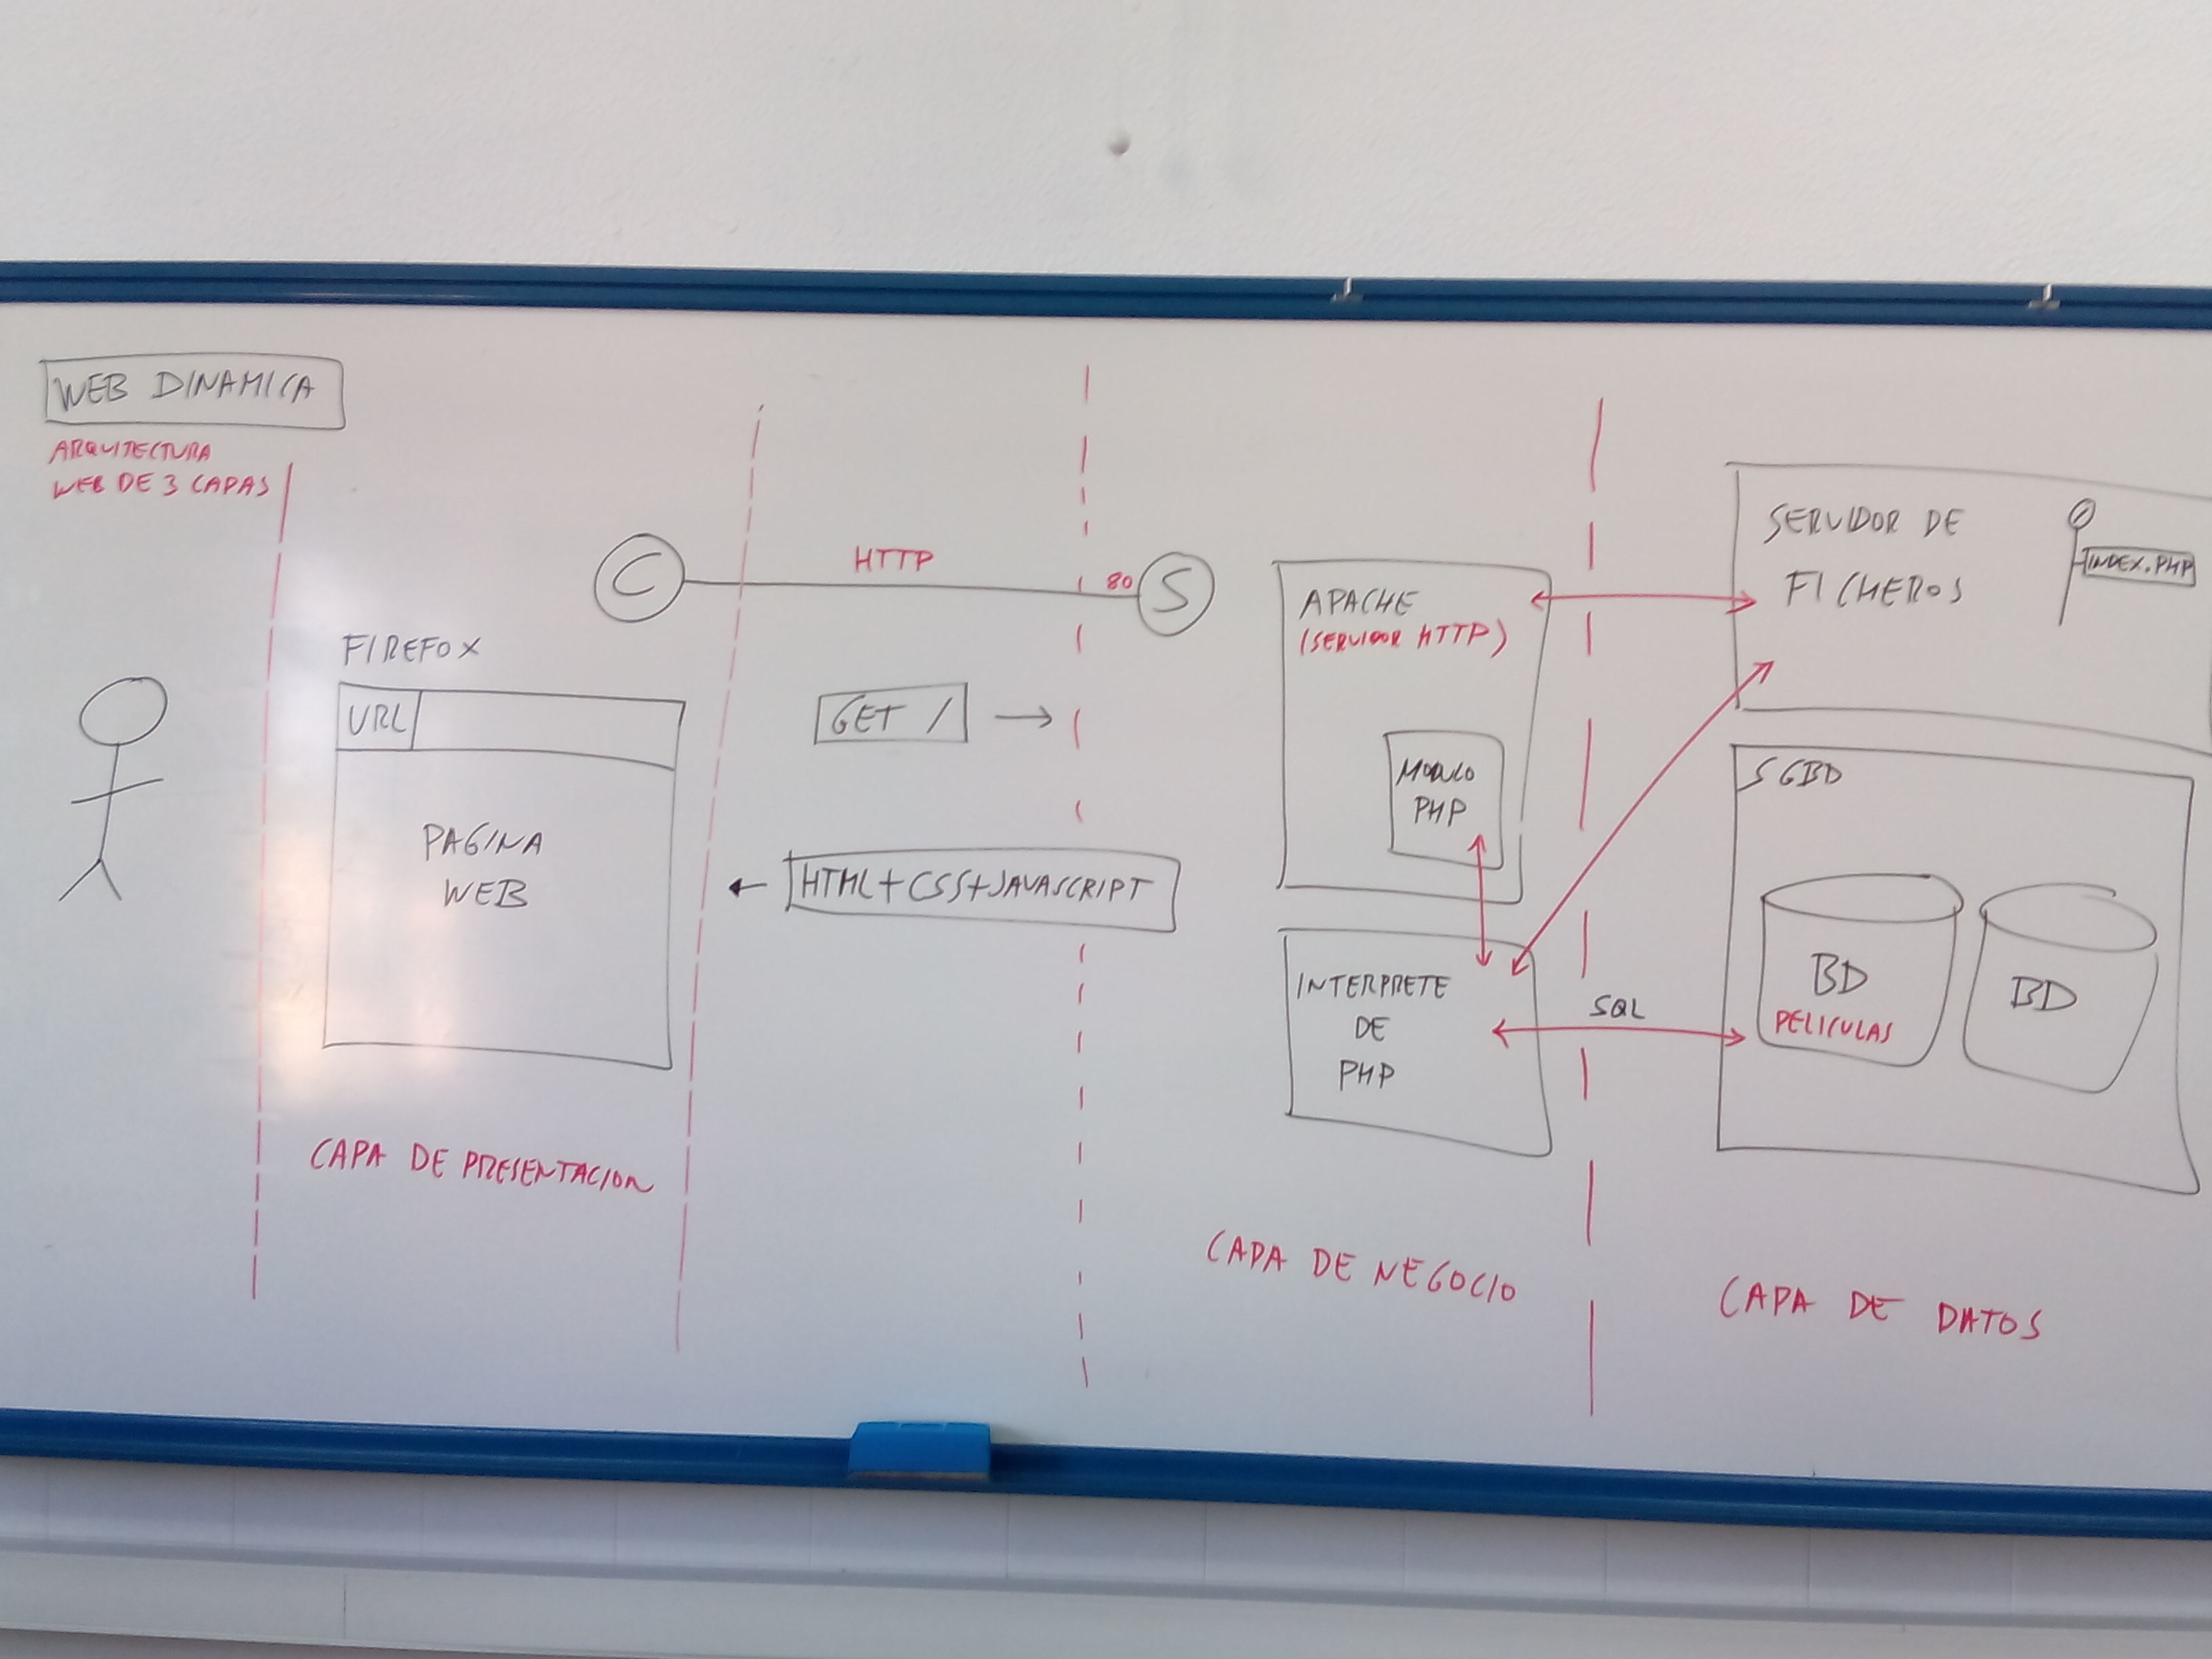 WEB DINAMICA
ARQUITECTURA
WEB DE 3 CAPAS
C
HTTP
80
S
FIREFOX
URL
PAGINA
WEB
GET /
HTML+CSS+JAVASCRIPT
CAPA DE PRESENTACION
APACHE
(SERVIDOR HTTP)
MODULO
PHP
INTERPRETE
DE
PHP
CAPA DE NEGOCIO
SERVIDOR DE
FICHEROS
/
INDEX.PHP
SQL
SGBD
BD
PELICULAS
BD
CAPA DE DATOS